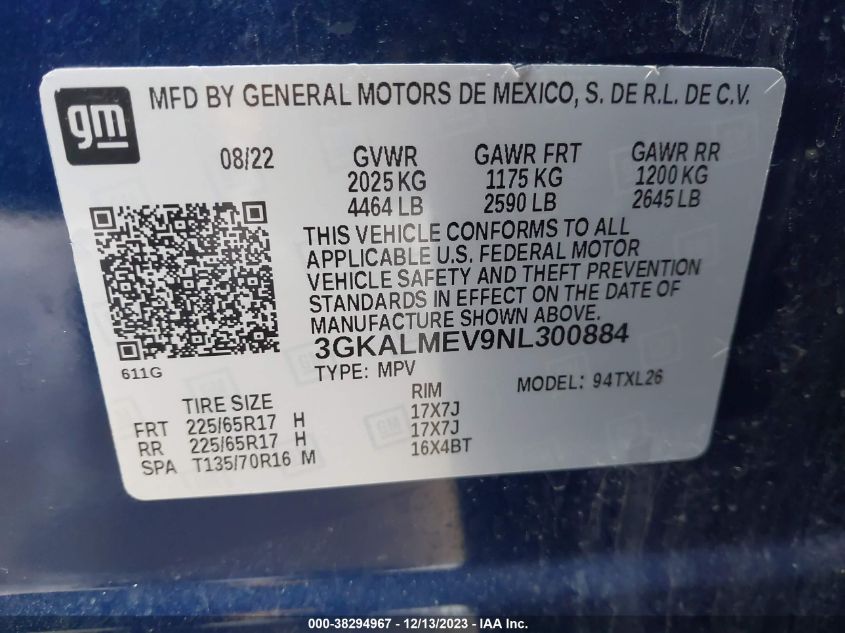 gm
MFD BY GENERAL MOTORS DE MEXICO, S. DE R.L. DE C.V.
08/22 GVWR GAWR FRT GAWR RR
2025 KG 1175 KG 1200 KG
4464 LB 2590 LB 2645 LB
THIS VEHICLE CONFORMS TO ALL
APPLICABLE U.S. FEDERAL MOTOR
VEHICLE SAFETY AND THEFT PREVENTION
STANDARDS IN EFFECT ON THE DATE OF
MANUFACTURE SHOWN ABOVE.
3GKALMEV9NL300884
611G
TYPE: MPV MODEL: 94TXL26
TIRE SIZE RIM
FRT 225/65R17 H 17X7J
RR 225/65R17 H 17X7J
SPA T135/70R16 M 16X4BT
000-38294967 - 12/13/2023 - IAAI Inc.